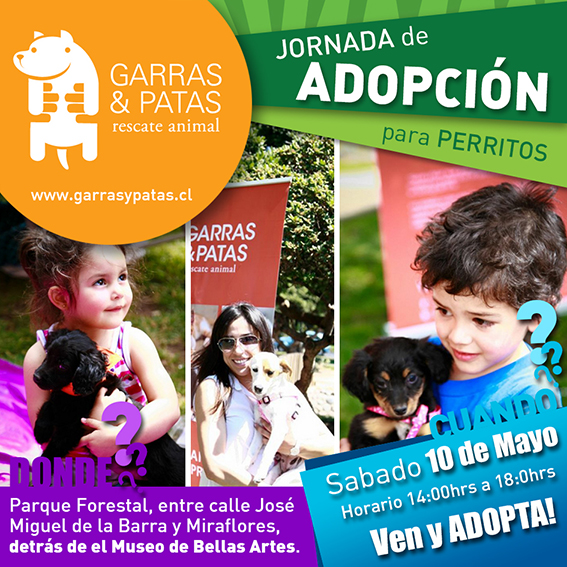 GARRAS
& PATAS
rescate animal
www.garrasypatas.cl
JORNADA de
ADOPCIÓN
para PERRITOS
GARRAS
&PATAS
rescate animal
DONDE??
Parque Forestal, entre calle José
Miguel de la Barra y Miraflores,
detrás de el Museo de Bellas Artes.
CUANDO??
Sabado 10 de Mayo
Horario 14:00hrs a 18:0hrs
Ven y ADOPTA!